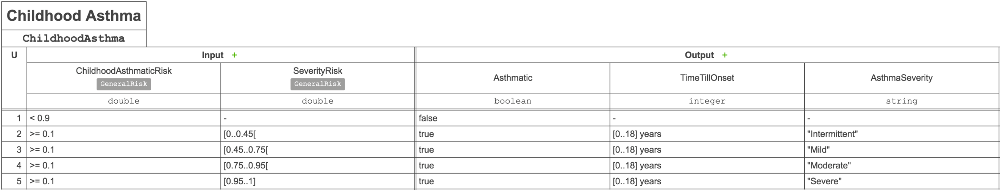 Childhood Asthma
ChildhoodAsthma
U Input + Output +
ChildhoodAsthmaticRisk SeverityRisk Asthmatic TimeTillOnset AsthmaSeverity
GeneralRisk GeneralRisk
double double boolean integer string
1 < 0.9 - false - -
2 >= 0.1 [0..0.45[ true [0..18] years "Intermittent"
3 >= 0.1 [0.45..0.75[ true [0..18] years "Mild"
4 >= 0.1 [0.75..0.95[ true [0..18] years "Moderate"
5 >= 0.1 [0.95..1] true [0..18] years "Severe"